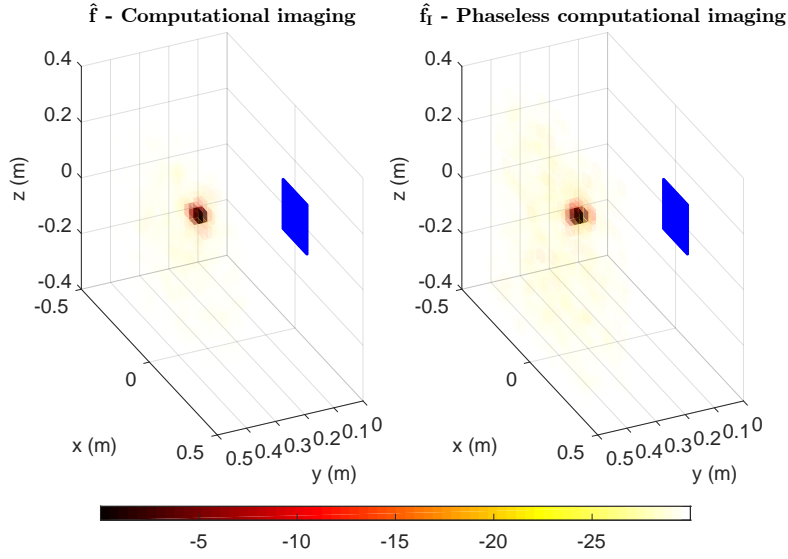 f̂ - Computational imaging
f̂_I - Phaseless computational imaging
0.4
0.2
0
-0.2
-0.4
z (m)
-0.5
0
0.5
x (m)
0.5 0.4 0.3 0.2 0.1 0
y (m)
0.4
0.2
0
-0.2
-0.4
z (m)
-0.5
0
0.5
x (m)
0.5 0.4 0.3 0.2 0.1 0
y (m)
-5 -10 -15 -20 -25